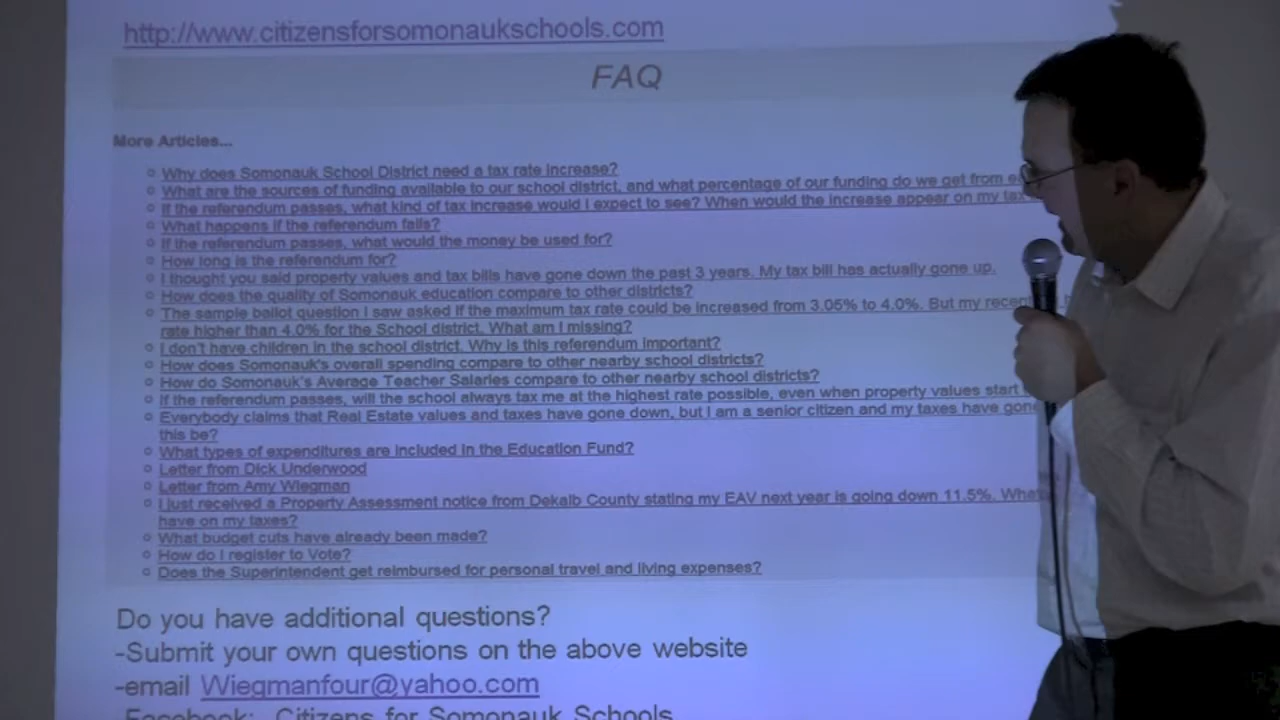 http://www.citizensforsomonaukschools.com
FAQ
More Articles...
Why does Somonauk School District need a tax rate increase?
What are the sources of funding available to our school district, and what percentage of our funding do we get from
If the referendum passes, what kind of tax increase would I expect to see? When would the increase appear on my tax
What happens if the referendum fails?
If the referendum passes, what would the money be used for?
How long is the referendum for?
I thought you said property values and tax bills have gone down the past 3 years. My tax bill has actually gone up.
How does the quality of Somonauk education compare to other districts?
The sample ballot question I saw asked if the maximum tax rate could be increased from 3.05% to 4.0%. But my recent
rate higher than 4.0% for the School district. What am I missing?
I don't have children in the school district. Why is this referendum important?
How does Somonauk's overall spending compare to other nearby school districts?
How do Somonauk's Average Teacher Salaries compare to other nearby school districts?
If the referendum passes, will the school always tax me at the highest rate possible, even when property values start
Everybody claims that Real Estate values and taxes have gone down, but I am a senior citizen and my taxes have gone
this be?
What types of expenditures are included in the Education Fund?
Letter from Dick Underwood
Letter from Amy Wiegman
I just received a Property Assessment notice from Dekalb County stating my EAV next year is going down 11.5%. What
have on my taxes?
What budget cuts have already been made?
How do I register to Vote?
Does the Superintendent get reimbursed for personal travel and living expenses?
Do you have additional questions?
-Submit your own questions on the above website
-email Wiegmanfour@yahoo.com
-Facebook: Citizens for Somonauk Schools